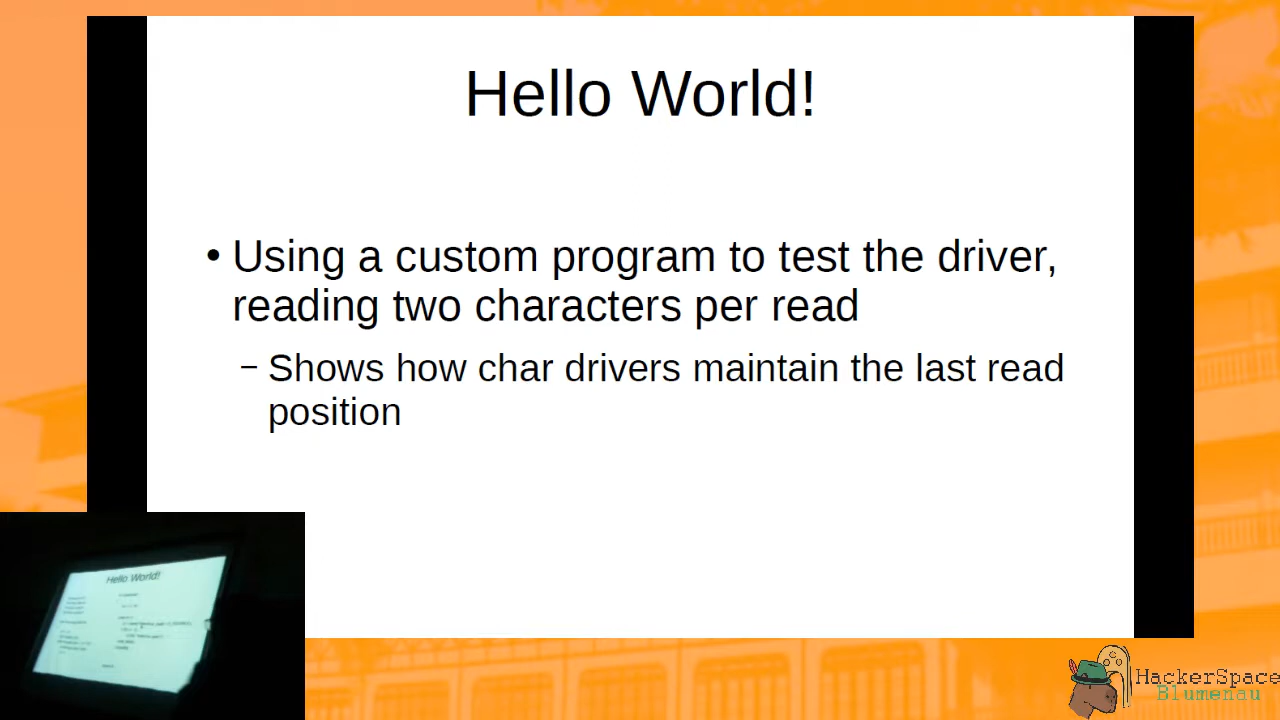 Hello World!
• Using a custom program to test the driver,
reading two characters per read
– Shows how char drivers maintain the last read
position
Hello World!
HackerSpace
Blumenau